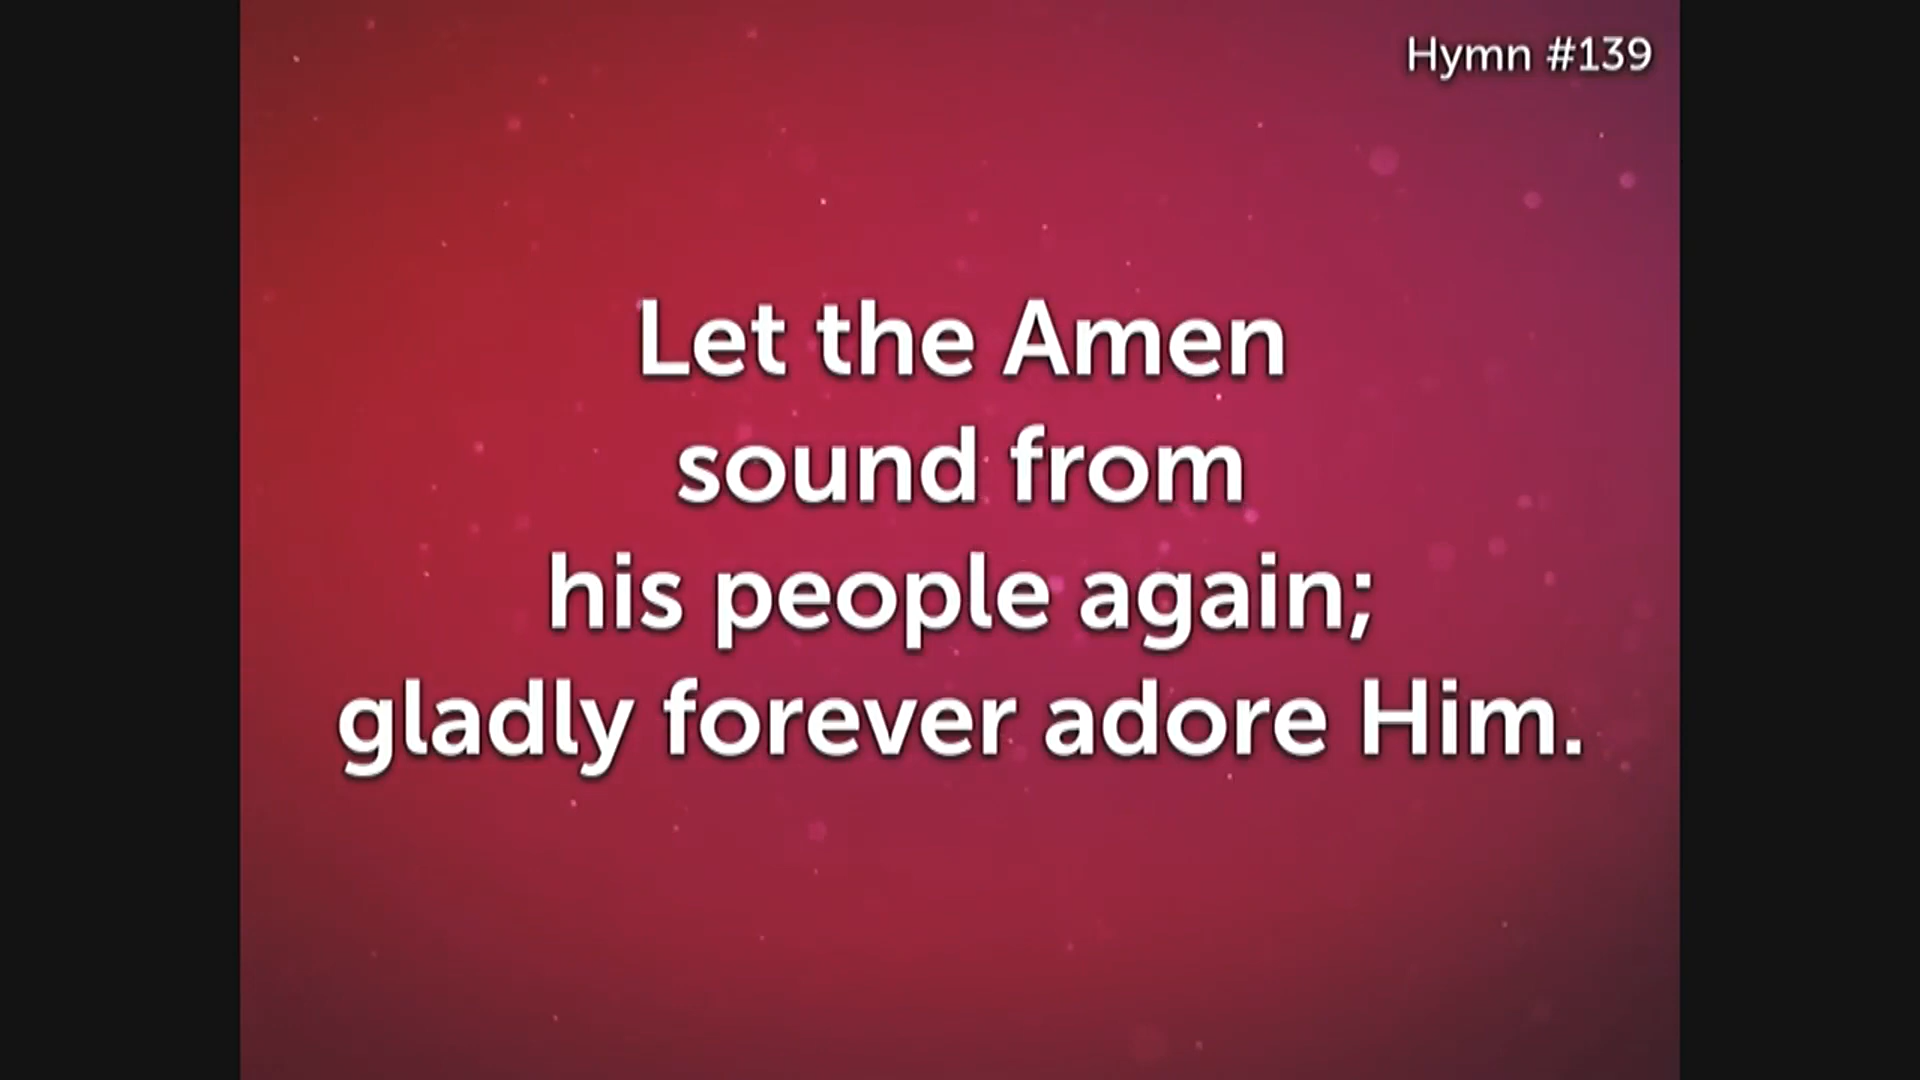 Hymn #139
Let the Amen
sound from
his people again;
gladly forever adore Him.